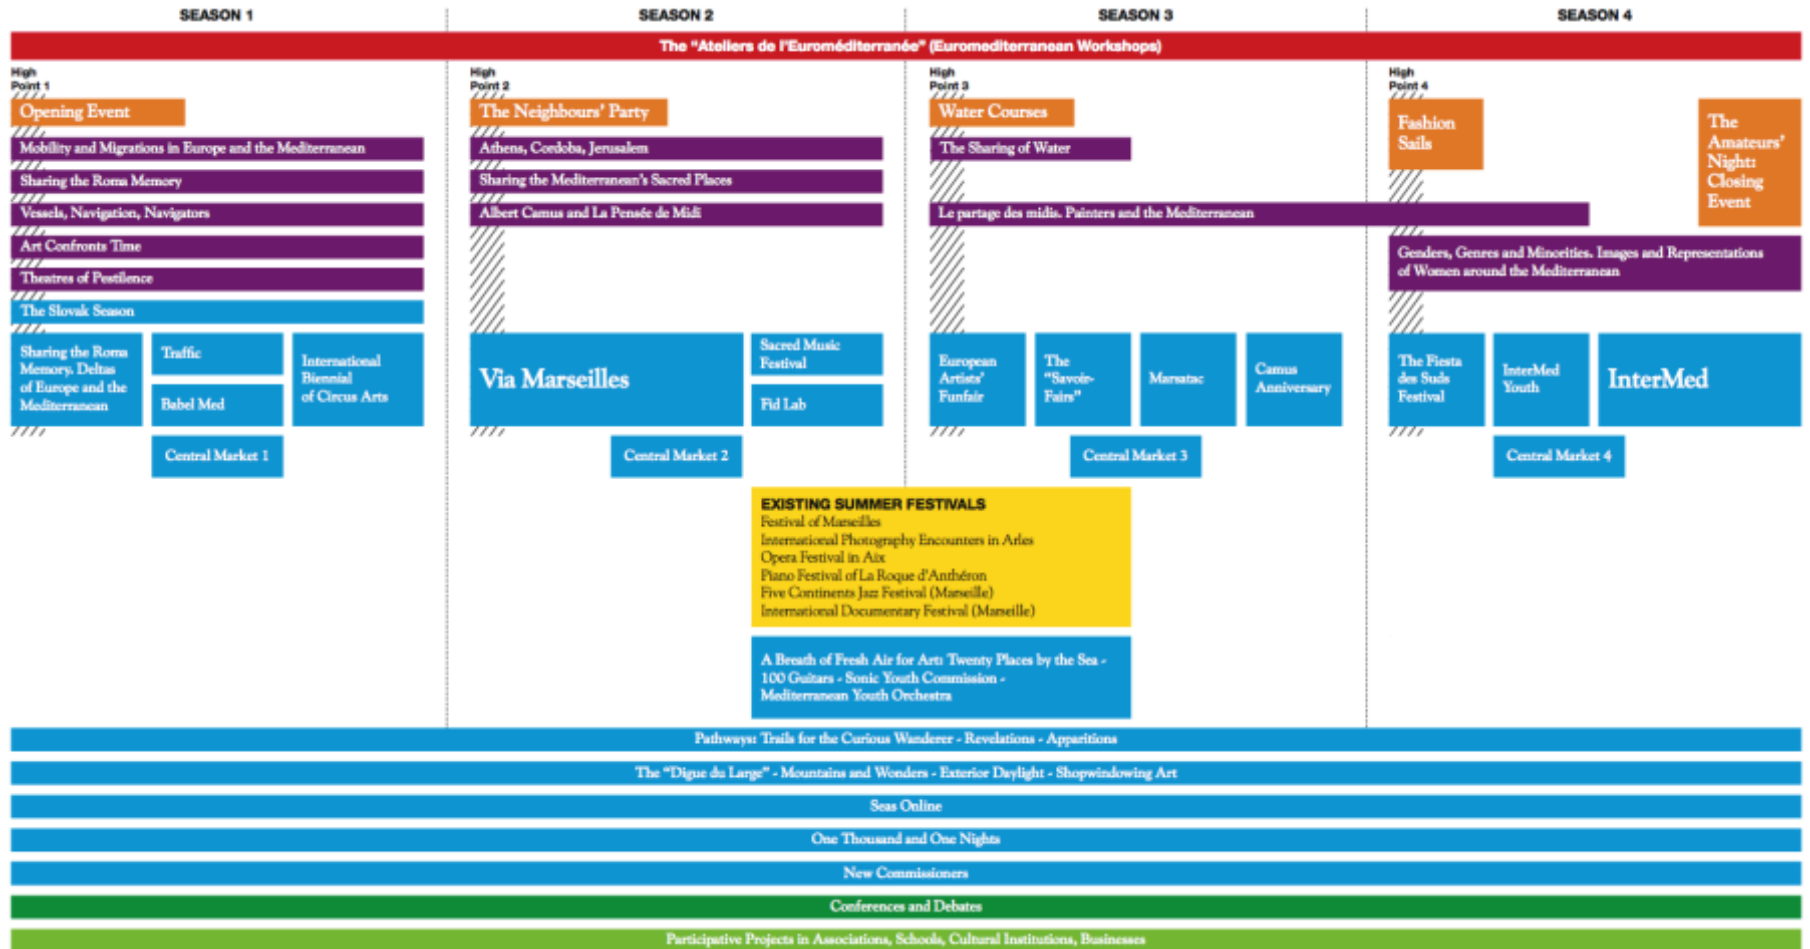 SEASON 1
SEASON 2
SEASON 3
SEASON 4
The "Ateliers de l'Euroméditerranée" (Euromediterranean Workshops)
High
Point 1
High
Point 2
High
Point 3
High
Point 4
Opening Event
The Neighbours' Party
Water Courses
Fashion
Sails
The
Amateurs'
Night:
Closing
Event
Mobility and Migrations in Europe and the Mediterranean
Athens, Cordoba, Jerusalem
The Sharing of Water
Sharing the Roma Memory
Sharing the Mediterranean's Sacred Places
Vessels, Navigation, Navigators
Albert Camus and La Pensée de Midi
Le partage des midis. Painters and the Mediterranean
Art Confronts Time
Genders, Genres and Minorities. Images and Representations
of Women around the Mediterranean
Theatres of Pestilence
The Slovak Season
Sharing the Roma
Memory. Deltas
of Europe and the
Mediterranean
Traffic
Babel Med
International
Biennial
of Circus Arts
Via Marseilles
Sacred Music
Festival
Fid Lab
European
Artists'
Funfair
The
"Savoir-
Fairs"
Marsatac
Camus
Anniversary
The Fiesta
des Suds
Festival
InterMed
Youth
InterMed
Central Market 1
Central Market 2
Central Market 3
Central Market 4
EXISTING SUMMER FESTIVALS
Festival of Marseilles
International Photography Encounters in Arles
Opera Festival in Aix
Piano Festival of La Roque d'Anthéron
Five Continents Jazz Festival (Marseille)
International Documentary Festival (Marseille)
A Breath of Fresh Air for Art: Twenty Places by the Sea -
100 Guitars - Sonic Youth Commission -
Mediterranean Youth Orchestra
Pathways: Trails for the Curious Wanderer - Revelations - Apparitions
The "Digue du Large" - Mountains and Wonders - Exterior Daylight - Shopwindowing Art
Seas Online
One Thousand and One Nights
New Commissioners
Conferences and Debates
Participative Projects in Associations, Schools, Cultural Institutions, Businesses